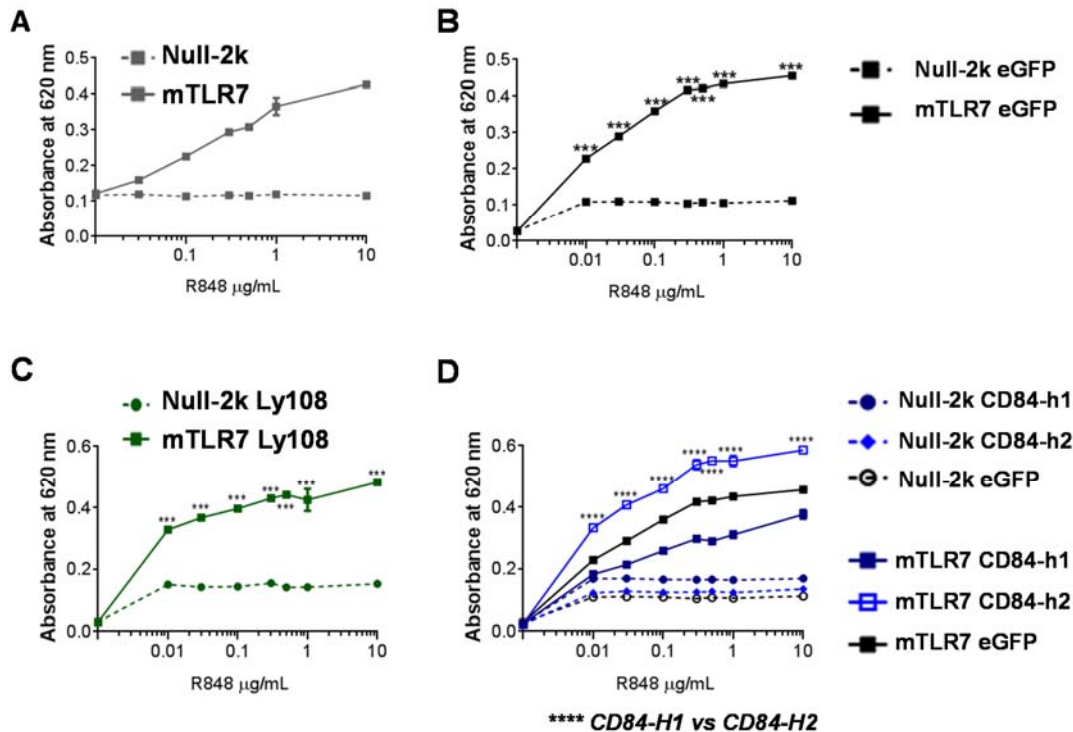 A
Null-2k
mTLR7
Absorbance at 620 nm
0.5
0.4
0.3
0.2
0.1
0.0
0.1
1
10
R848 μg/mL
B
Null-2k eGFP
mTLR7 eGFP
Absorbance at 620 nm
0.5
0.4
0.3
0.2
0.1
0.0
***
***
***
***
***
***
***
0.01
0.1
1
10
R848 μg/mL
C
Null-2k Ly108
mTLR7 Ly108
Absorbance at 620 nm
0.6
0.4
0.2
0.0
***
***
***
***
***
***
***
0.01
0.1
1
10
R848 μg/mL
D
Null-2k CD84-h1
Null-2k CD84-h2
Null-2k eGFP
mTLR7 CD84-h1
mTLR7 CD84-h2
mTLR7 eGFP
Absorbance at 620 nm
0.6
0.4
0.2
0.0
****
****
****
****
****
****
****
0.01
0.1
1
10
R848 μg/mL
**** CD84-H1 vs CD84-H2